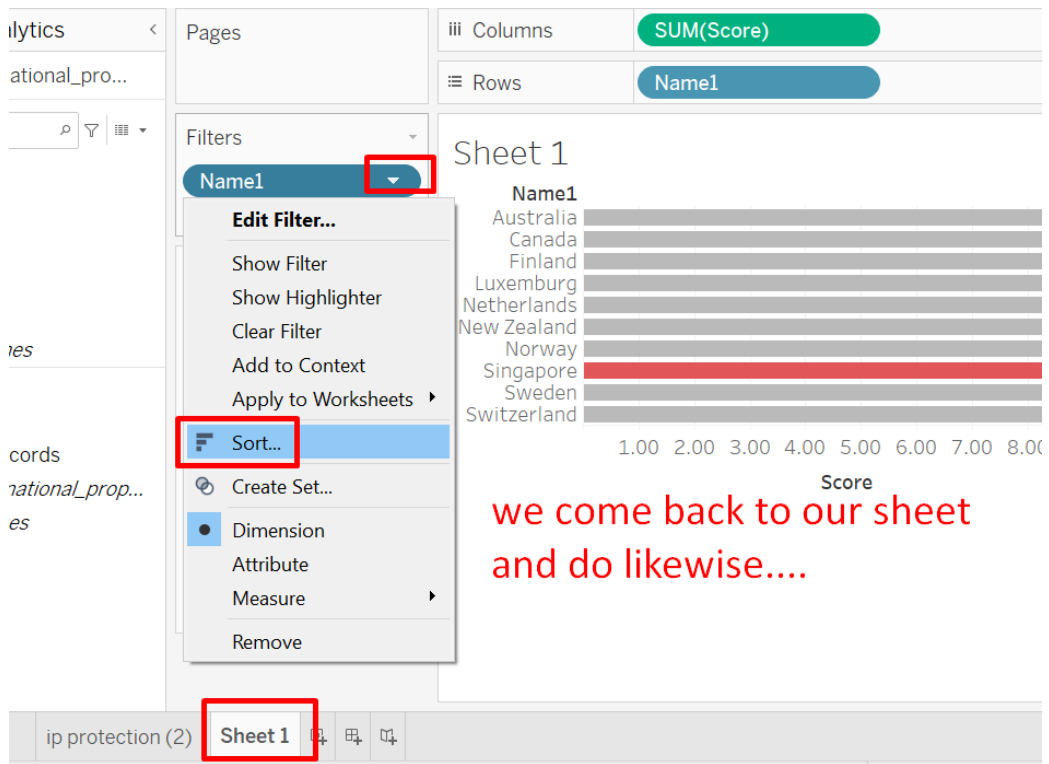 alytics
ational_pro...
nes
cords
national_prop...
es
Pages
Filters
Name1
Edit Filter...
Show Filter
Show Highlighter
Clear Filter
Add to Context
Apply to Worksheets
Sort...
Create Set...
Dimension
Attribute
Measure
Remove
Columns
SUM(Score)
Rows
Name1
Sheet 1
Name1
Australia
Canada
Finland
Luxemburg
Netherlands
New Zealand
Norway
Singapore
Sweden
Switzerland
1.00 2.00 3.00 4.00 5.00 6.00 7.00 8.00
Score
we come back to our sheet
and do likewise....
ip protection (2) Sheet 1